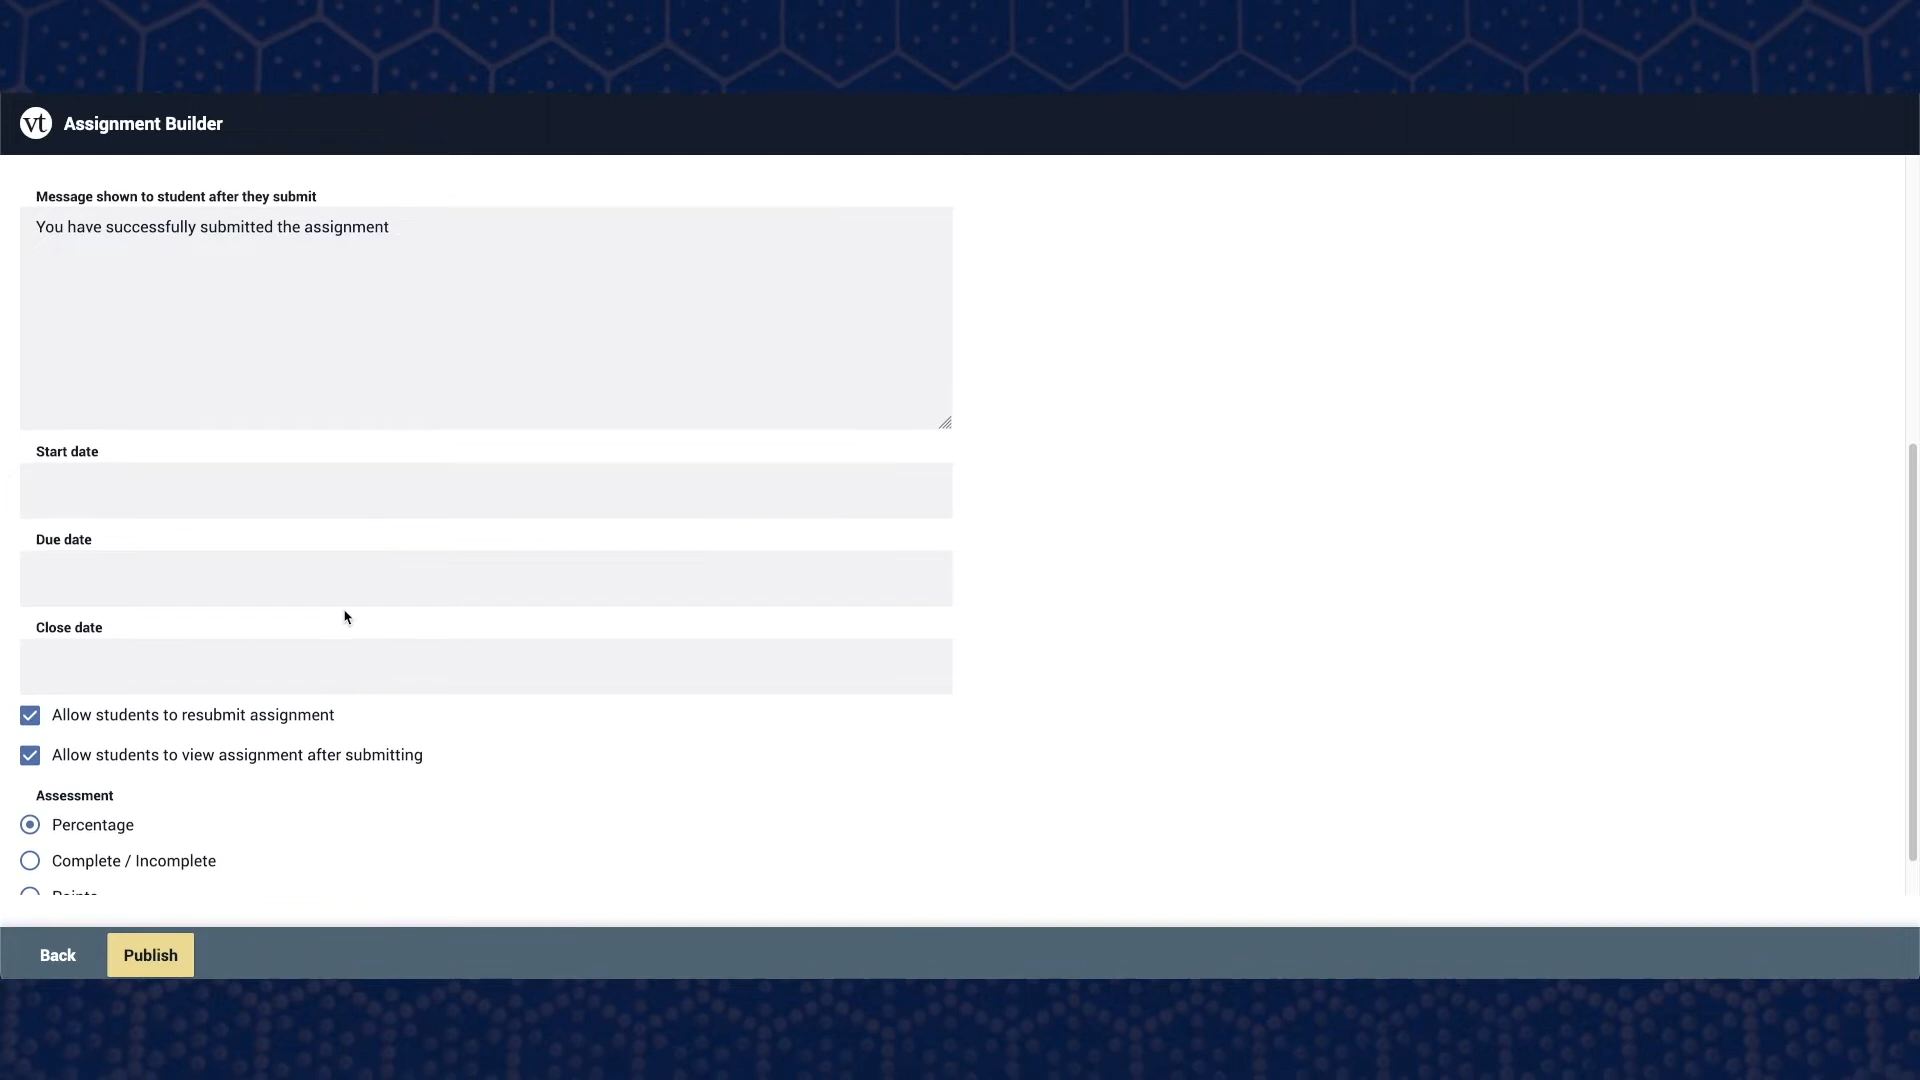 vt Assignment Builder
Message shown to student after they submit
You have successfully submitted the assignment
Start date
Due date
Close date
Allow students to resubmit assignment
Allow students to view assignment after submitting
Assessment
Percentage
Complete / Incomplete
Points
Back Publish